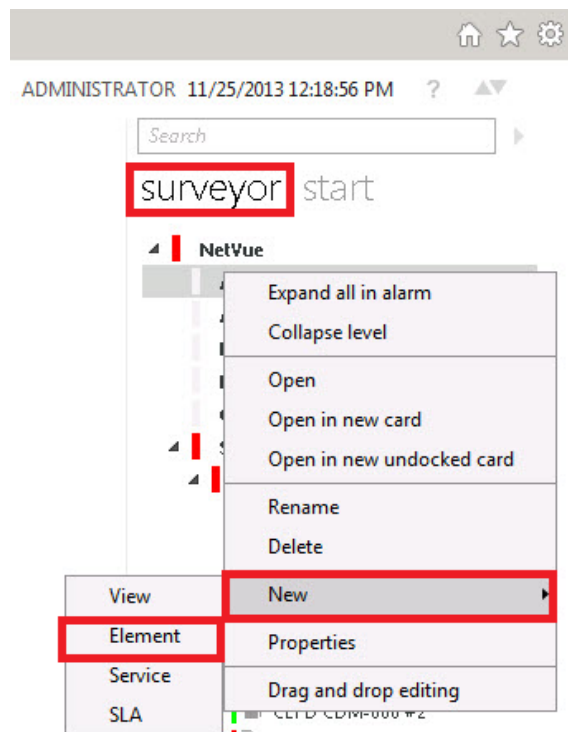 ADMINISTRATOR 11/25/2013 12:18:56 PM ?
Search
surveyor start
NetVue
Expand all in alarm
Collapse level
Open
Open in new card
Open in new undocked card
Rename
Delete
New
Properties
Drag and drop editing
View
Element
Service
SLA